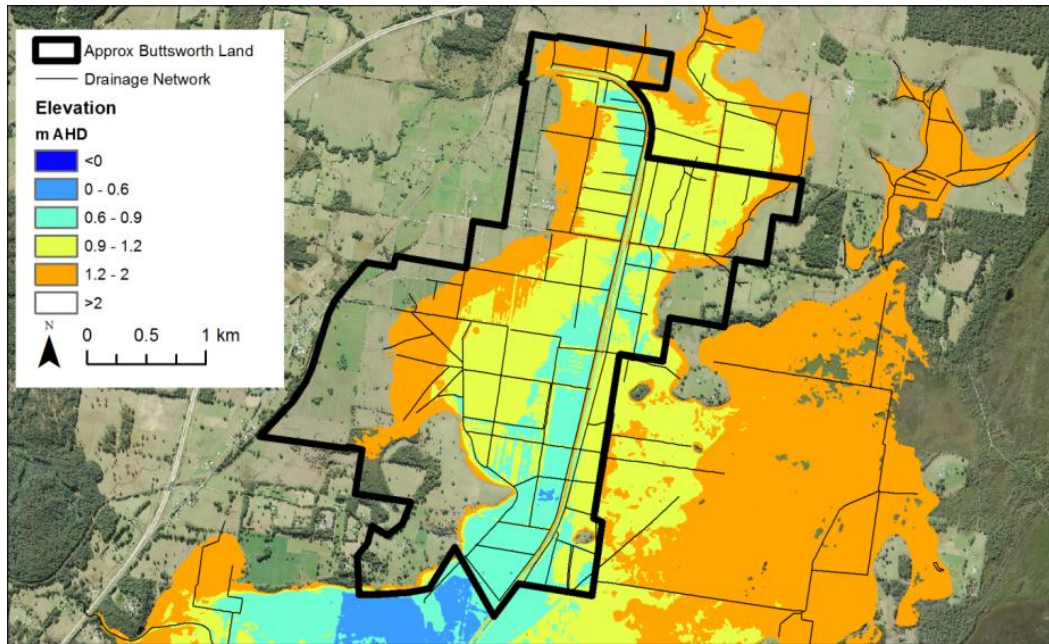 Approx Buttsworth Land
Drainage Network
Elevation
m AHD
<0
0 - 0.6
0.6 - 0.9
0.9 - 1.2
1.2 - 2
>2
N
0 0.5 1 km